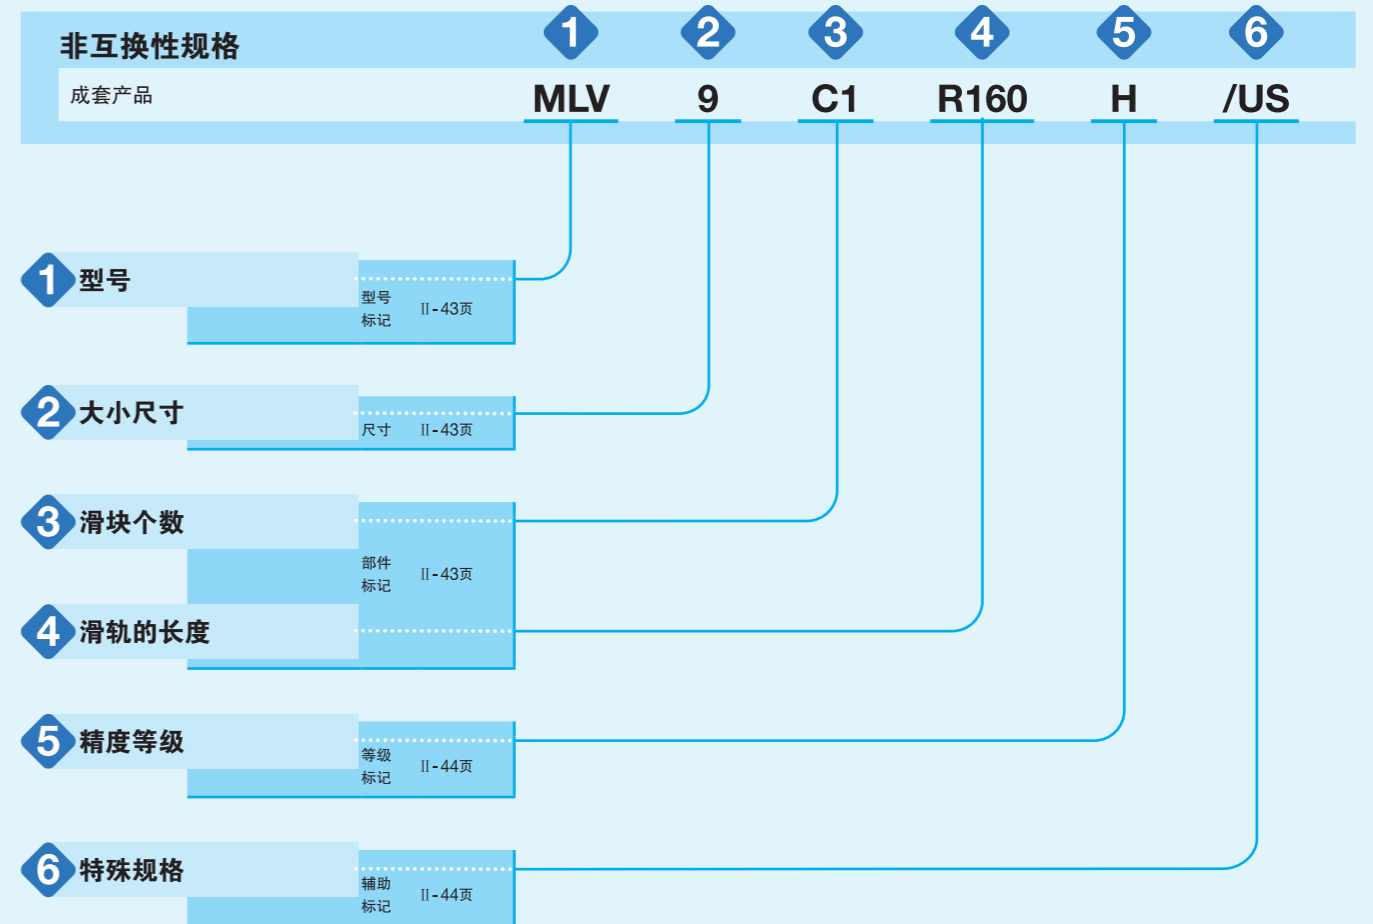 1 2 3 4 5 6
非互换性规格
成套产品 MLV 9 C1 R160 H /US
1 型号
型号
标记 Ⅱ-43页
2 大小尺寸
尺寸 Ⅱ-43页
3 滑块个数
部件
标记 Ⅱ-43页
4 滑轨的长度
5 精度等级
等级
标记 Ⅱ-44页
6 特殊规格
辅助
标记 Ⅱ-44页